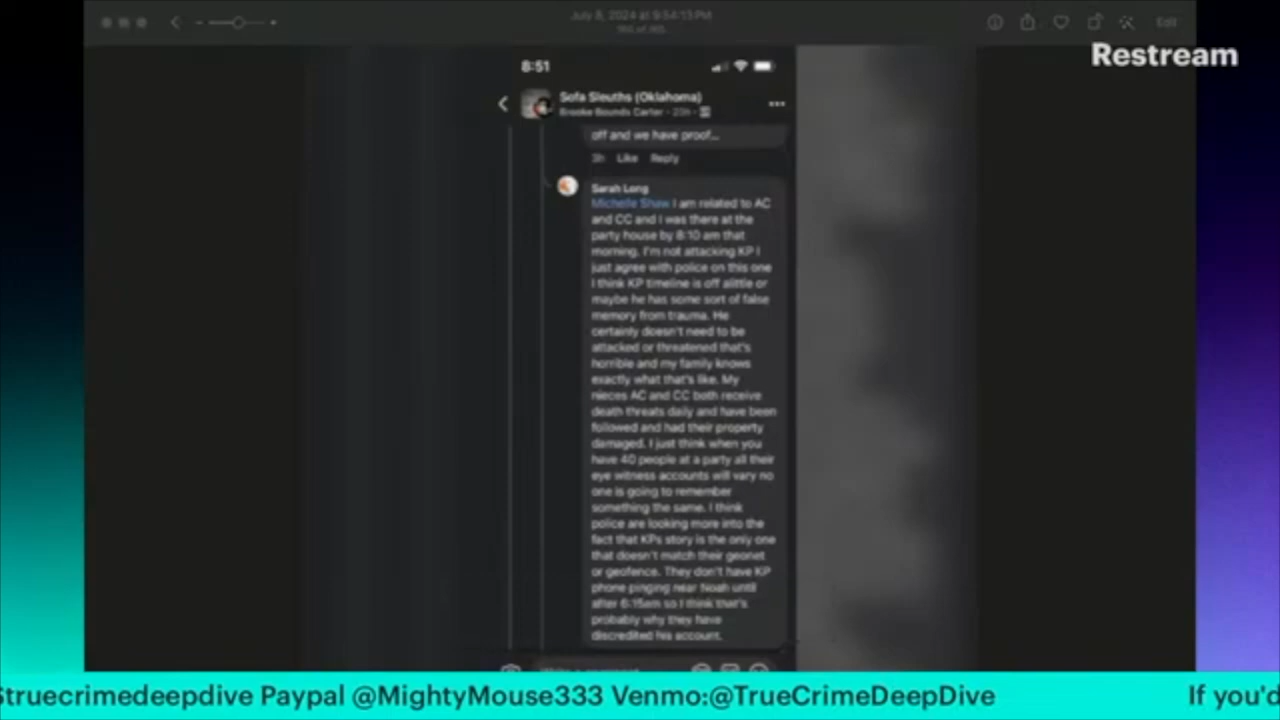 July 8, 2024 at 9:54:13 PM
Edit
Restream
8:51
Sofa Sleuths (Oklahoma)
Brooke Bounds Carter · 20h ·
off and we have proof...
3h Like Reply
Sarah Long
Michelle Shaw I am related to AC
and CC and I was there at the
party house by 8:10 am that
morning. I'm not attacking KP I
just agree with police on this one
I think KP timeline is off alittle or
maybe he has some sort of false
memory from trauma. He
certainly doesn't need to be
attacked or threatened that's
horrible and my family knows
exactly what that's like. My
nieces AC and CC both receive
death threats daily and have been
followed and had their property
damaged. I just think when you
have 40 people at a party all their
eye witness accounts will vary no
one is going to remember
something the same. I think
police are looking more into the
fact that KPs story is the only one
that doesn't match their geonet
or geofence. They don't have KP
phone pinging near Noah until
after 6:15am so I think that's
probably why they have
discredited his account.
$truecrimedeepdive Paypal @MightyMouse333 Venmo:@TrueCrimeDeepDive If you'd